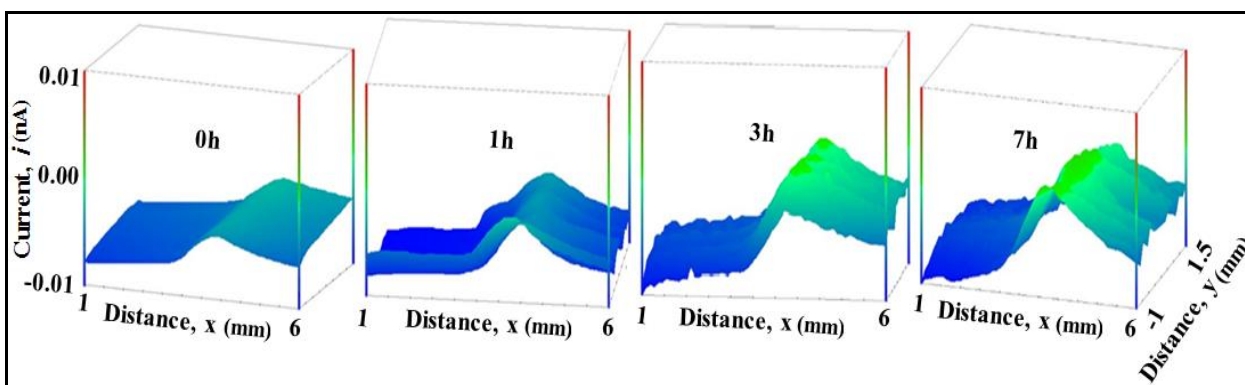 0.01
0.00
-0.01
Current, i (nA)
0h
1
Distance, x (mm)
6
1h
1
Distance, x (mm)
6
3h
1
Distance, x (mm)
6
7h
1
Distance, x (mm)
6
-1
1.5
Distance, y (mm)